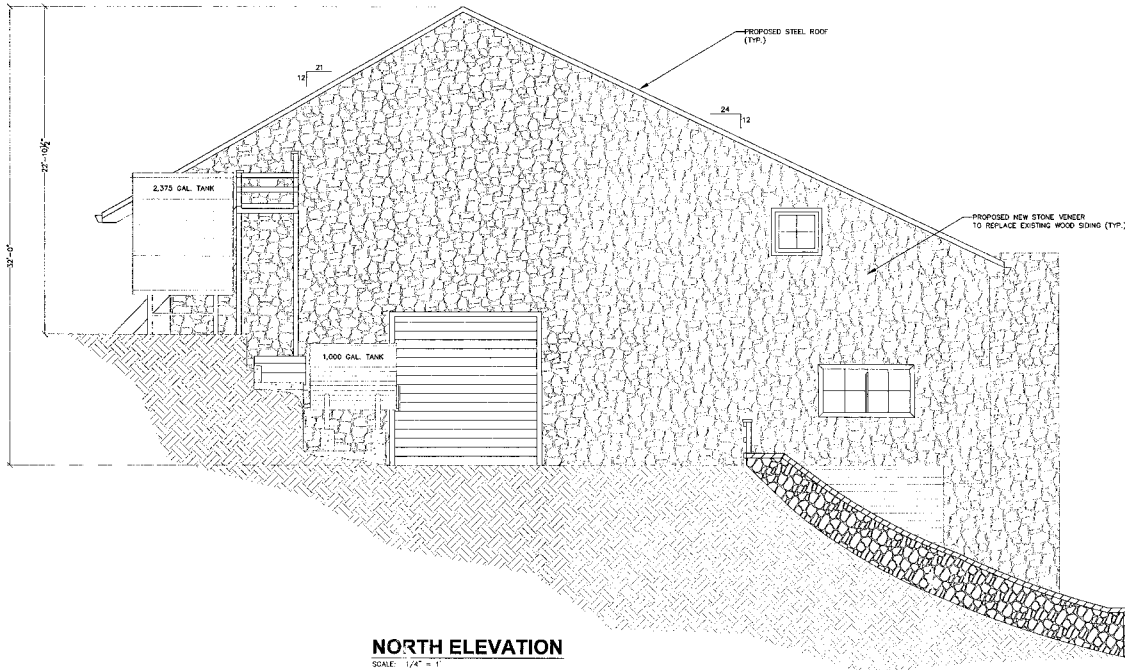 PROPOSED STEEL ROOF
(TYP.)
21
12
24
12
2,375 GAL. TANK
22'-10½"
32'-0"
PROPOSED NEW STONE VENEER
TO REPLACE EXISTING WOOD SIDING (TYP.)
1,000 GAL. TANK
NORTH ELEVATION
SCALE: 1/4" = 1'